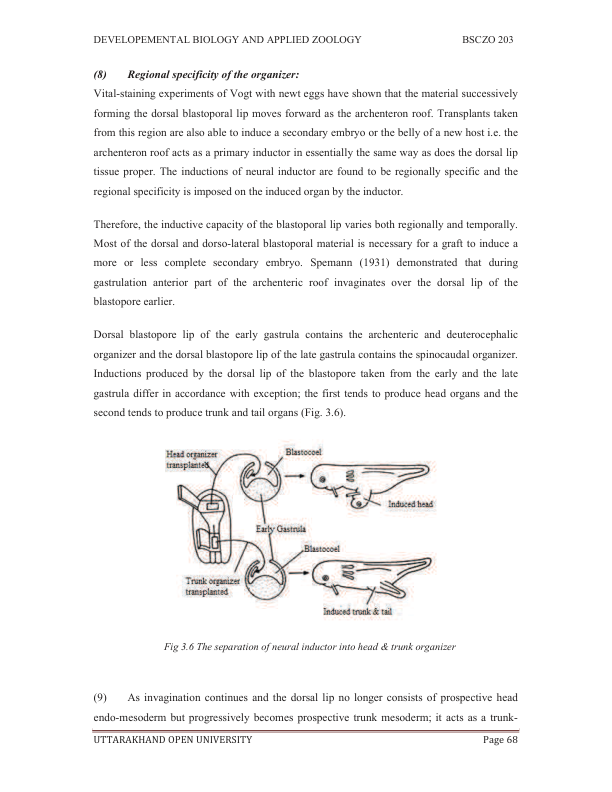 DEVELOPEMENTAL BIOLOGY AND APPLIED ZOOLOGY BSCZO 203
(8) Regional specificity of the organizer:
Vital-staining experiments of Vogt with newt eggs have shown that the material successively
forming the dorsal blastoporal lip moves forward as the archenteron roof. Transplants taken
from this region are also able to induce a secondary embryo or the belly of a new host i.e. the
archenteron roof acts as a primary inductor in essentially the same way as does the dorsal lip
tissue proper. The inductions of neural inductor are found to be regionally specific and the
regional specificity is imposed on the induced organ by the inductor.
Therefore, the inductive capacity of the blastoporal lip varies both regionally and temporally.
Most of the dorsal and dorso-lateral blastoporal material is necessary for a graft to induce a
more or less complete secondary embryo. Spemann (1931) demonstrated that during
gastrulation anterior part of the archenteric roof invaginates over the dorsal lip of the
blastopore earlier.
Dorsal blastopore lip of the early gastrula contains the archenteric and deuterocephalic
organizer and the dorsal blastopore lip of the late gastrula contains the spinocaudal organizer.
Inductions produced by the dorsal lip of the blastopore taken from the early and the late
gastrula differ in accordance with exception; the first tends to produce head organs and the
second tends to produce trunk and tail organs (Fig. 3.6).
Head organizer
transplanted
Blastocoel
Induced head
Early Gastrula
Blastocoel
Trunk organizer
transplanted
Induced trunk & tail
Fig 3.6 The separation of neural inductor into head & trunk organizer
(9) As invagination continues and the dorsal lip no longer consists of prospective head
endo-mesoderm but progressively becomes prospective trunk mesoderm; it acts as a trunk-
UTTARAKHAND OPEN UNIVERSITY Page 68